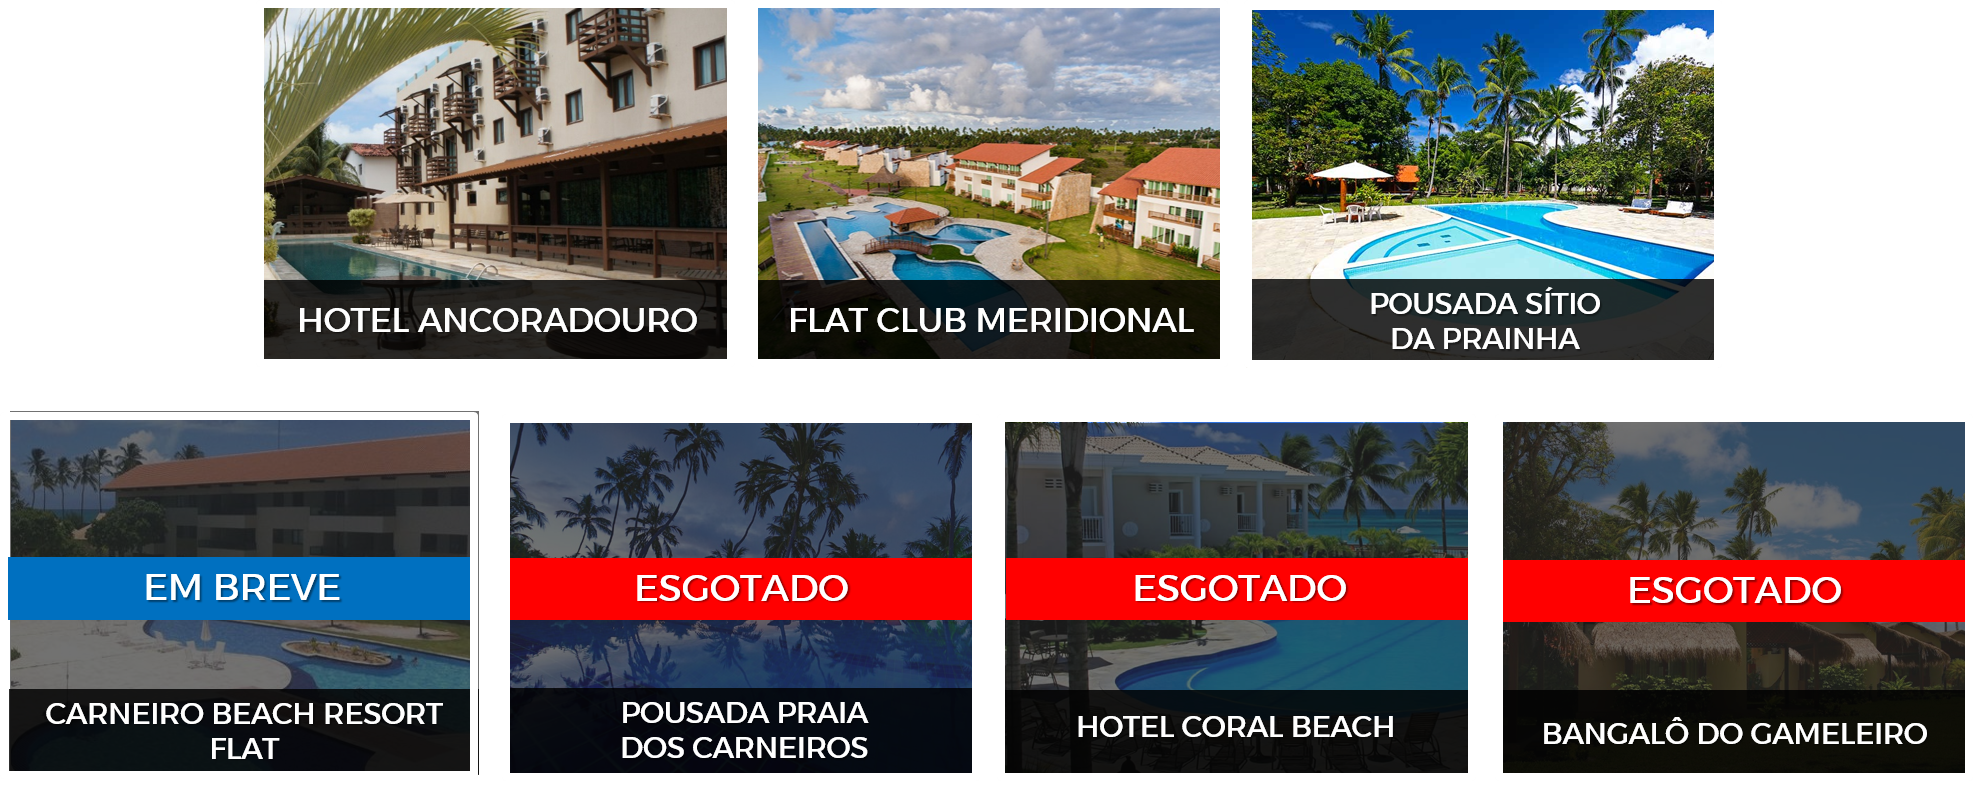 HOTEL ANCORADOURO
FLAT CLUB MERIDIONAL
POUSADA SÍTIO
DA PRAINHA
EM BREVE
CARNEIRO BEACH RESORT
FLAT
ESGOTADO
POUSADA PRAIA
DOS CARNEIROS
ESGOTADO
HOTEL CORAL BEACH
ESGOTADO
BANGALÔ DO GAMELEIRO